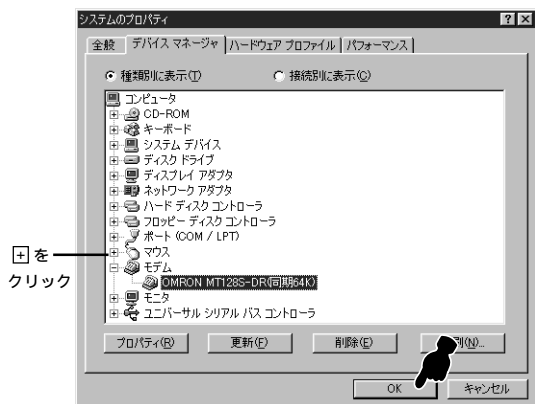 システムのプロパティ
全般 デバイス マネージャ ハードウェア プロファイル パフォーマンス
種類別に表示(T) 接続別に表示(C)
コンピュータ
CD-ROM
キーボード
システム デバイス
ディスク ドライブ
ディスプレイ アダプタ
ネットワーク アダプタ
ハード ディスク コントローラ
フロッピー ディスク コントローラ
ポート (COM / LPT)
マウス
モデム
OMRON MT128S-DR(同期64K)
モニタ
ユニバーサル シリアル バス コントローラ
+ を
クリック
プロパティ(R) 更新(F) 削除(E) 刷(N)...
OK キャンセル